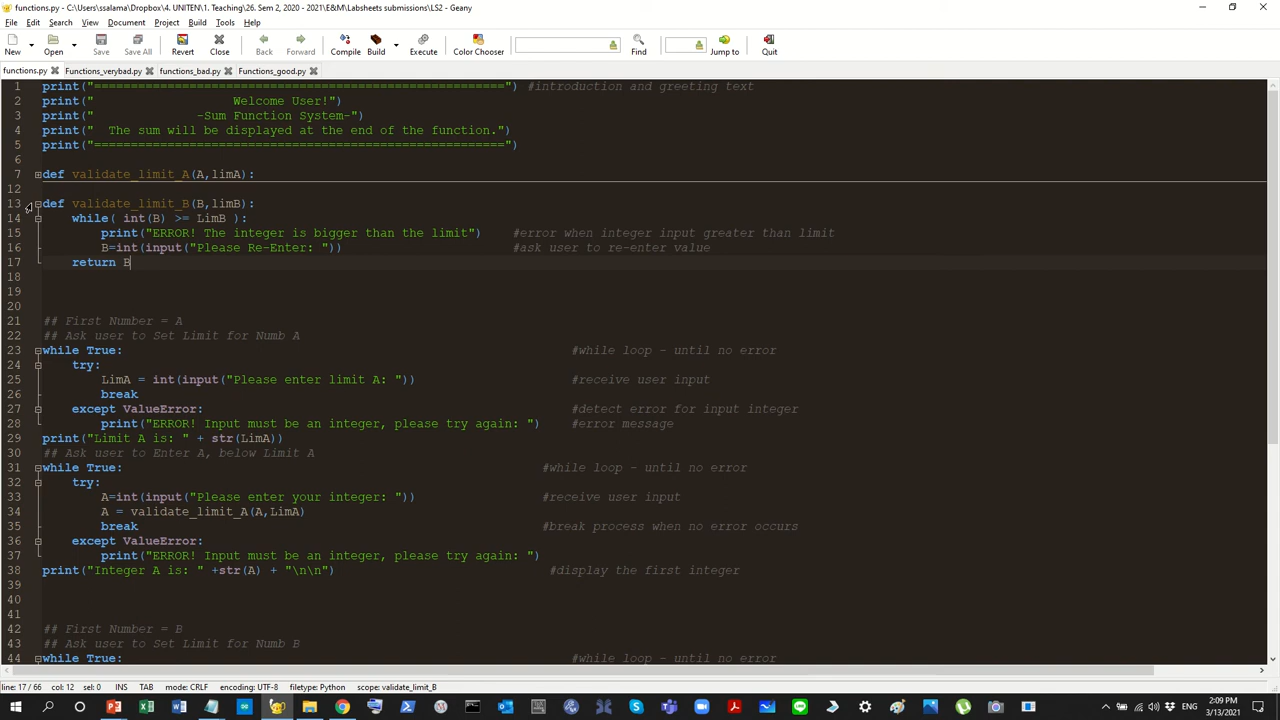 functions.py - C:\Users\ssalama\Dropbox\4. UNITEN\1. Teaching\26. Sem 2, 2020 - 2021\E&M\Labsheets submissions\LS2 - Geany
File Edit Search View Document Project Build Tools Help
New Open Save Save All Revert Close Back Forward Compile Build Execute Color Chooser Find Jump to Quit
functions.py Functions_verybad.py functions_bad.py Functions_good.py
1 print("========================================================") #introduction and greeting text
2 print("                   Welcome User!")
3 print("              -Sum Function System-")
4 print("  The sum will be displayed at the end of the function.")
5 print("========================================================")
6
7 def validate_limit_A(A,limA):
12
13 def validate_limit_B(B,limB):
14 while( int(B) >= LimB ):
15 print("ERROR! The integer is bigger than the limit") #error when integer input greater than limit
16 B=int(input("Please Re-Enter: ")) #ask user to re-enter value
17 return B
18
19
20
21 ## First Number = A
22 ## Ask user to Set Limit for Numb A
23 while True: #while loop - until no error
24 try:
25 LimA = int(input("Please enter limit A: ")) #receive user input
26 break
27 except ValueError: #detect error for input integer
28 print("ERROR! Input must be an integer, please try again: ") #error message
29 print("Limit A is: " + str(LimA))
30 ## Ask user to Enter A, below Limit A
31 while True: #while loop - until no error
32 try:
33 A=int(input("Please enter your integer: ")) #receive user input
34 A = validate_limit_A(A,LimA)
35 break #break process when no error occurs
36 except ValueError:
37 print("ERROR! Input must be an integer, please try again: ")
38 print("Integer A is: " +str(A) + "\n\n") #display the first integer
39
40
41
42 ## First Number = B
43 ## Ask user to Set Limit for Numb B
44 while True: #while loop - until no error
line: 17 / 66 col: 12 sel: 0 INS TAB mode: CRLF encoding: UTF-8 filetype: Python scope: validate_limit_B
2:09 PM
ENG
3/13/2021